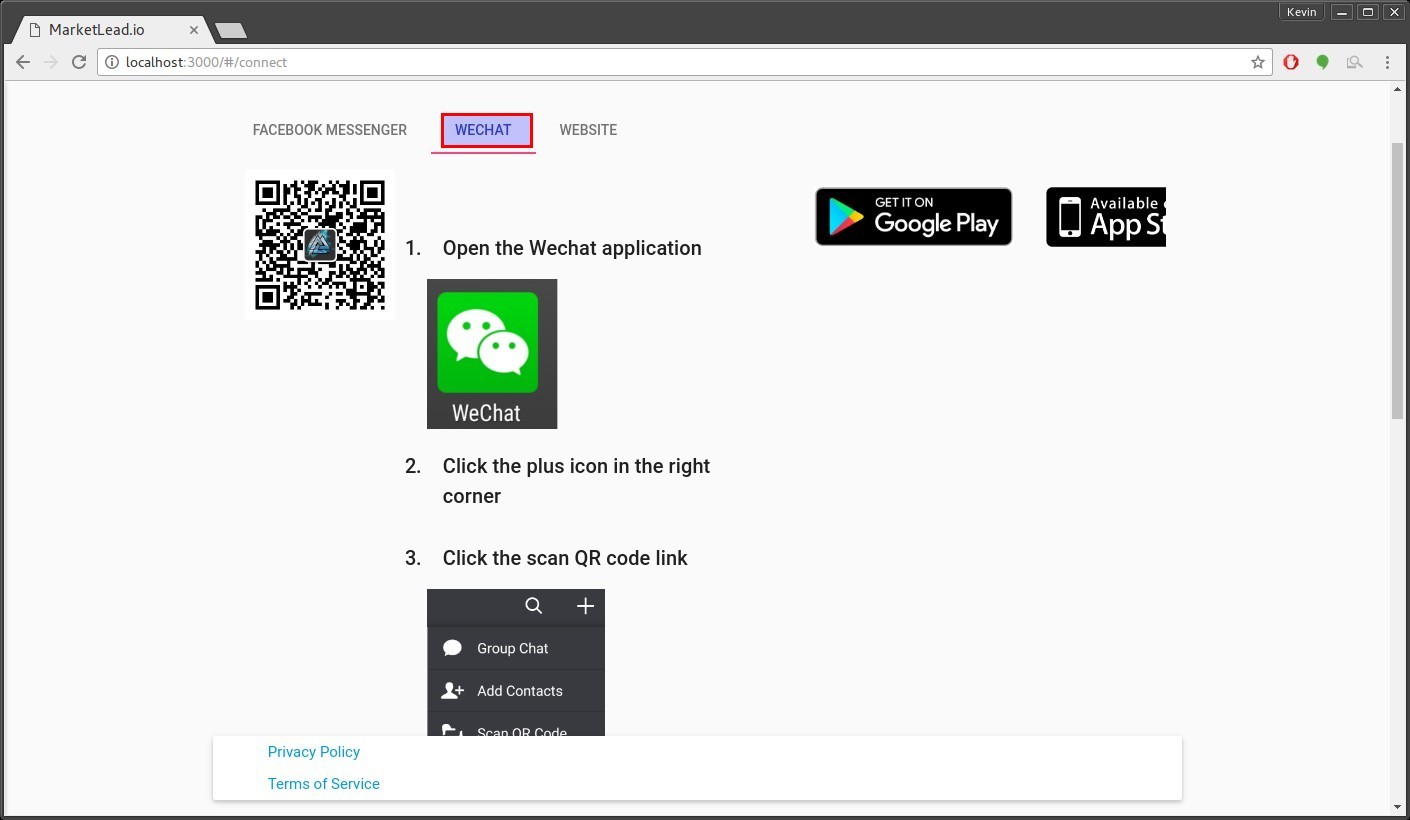 Kevin
MarketLead.io
localhost:3000/#/connect
FACEBOOK MESSENGER
WECHAT
WEBSITE
GET IT ON
Google Play
Available
App St
1. Open the Wechat application
WeChat
2. Click the plus icon in the right
corner
3. Click the scan QR code link
Group Chat
Add Contacts
Scan QR Code
Privacy Policy
Terms of Service